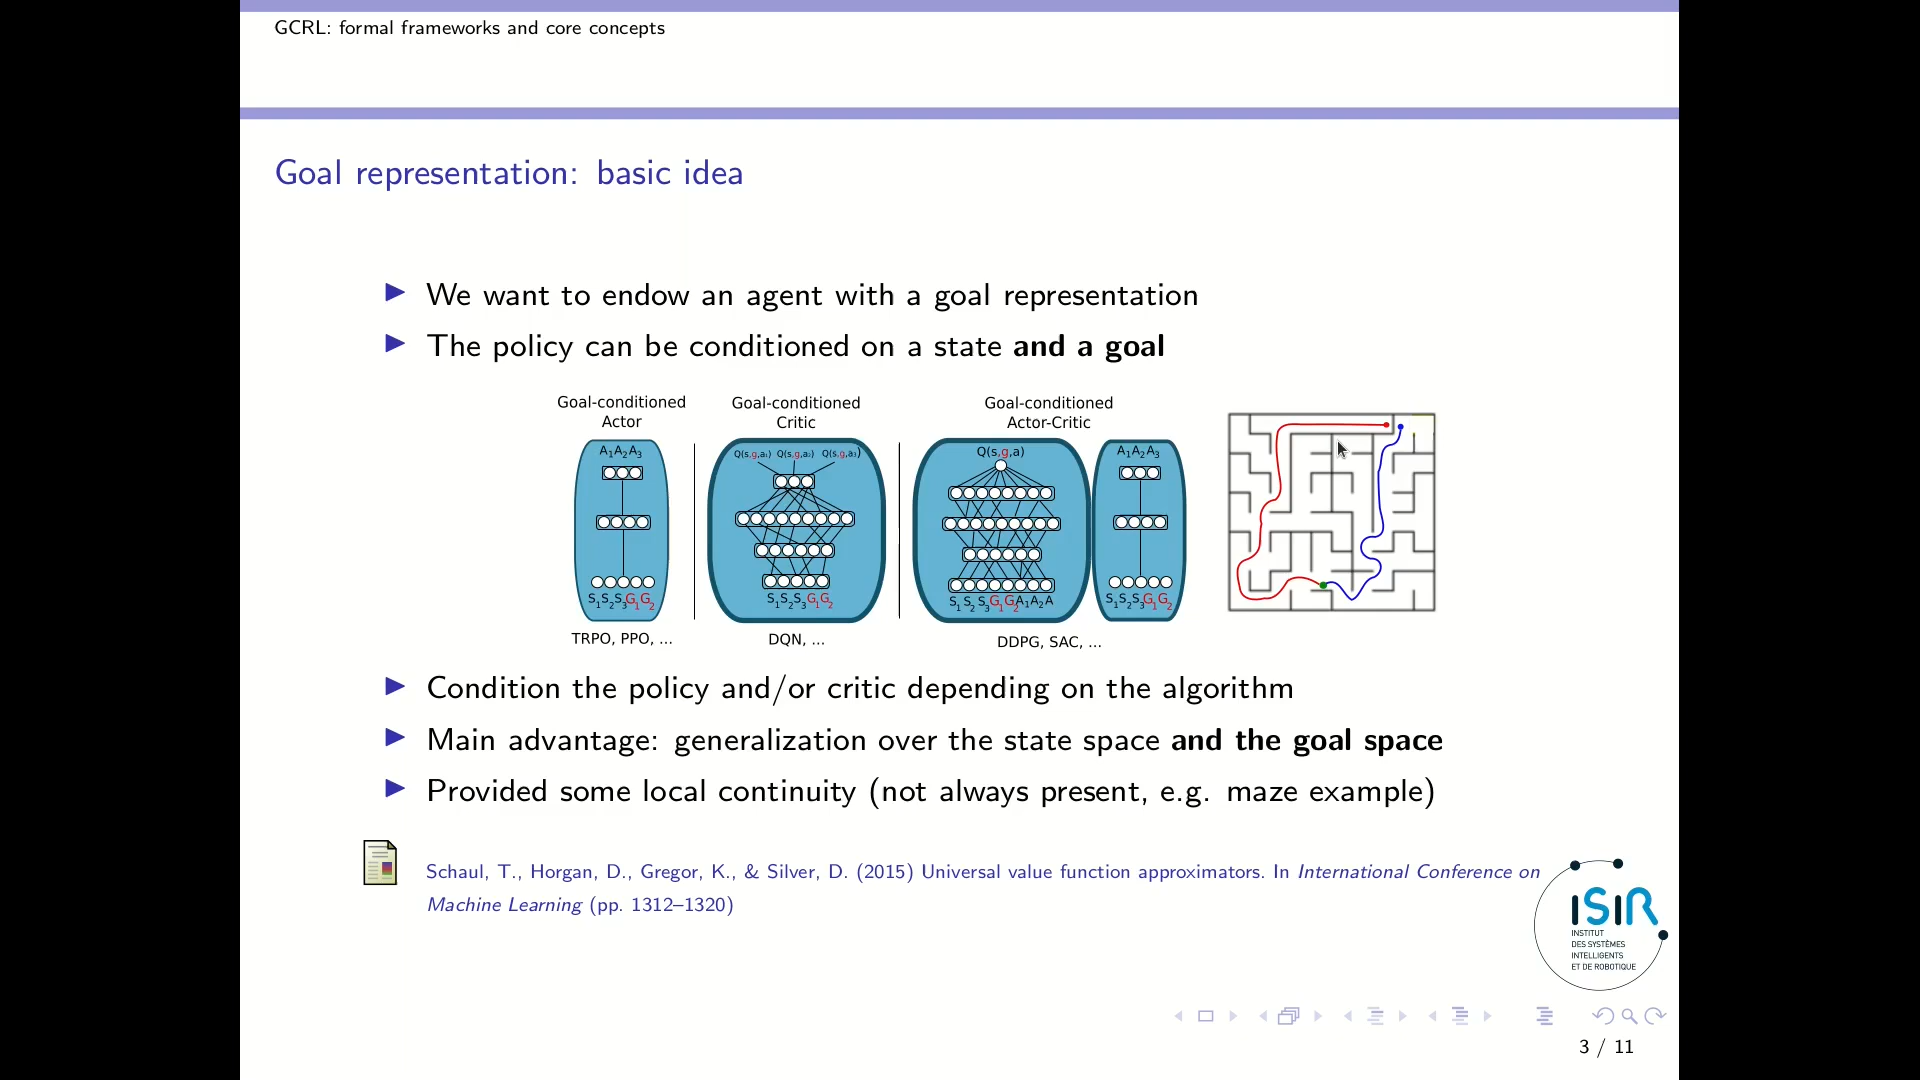 GCRL: formal frameworks and core concepts
Goal representation: basic idea
▶ We want to endow an agent with a goal representation
▶ The policy can be conditioned on a state and a goal
Goal-conditioned
Actor
A1A2A3
S1S2S3G1G2
TRPO, PPO, ...
Goal-conditioned
Critic
Q(s,g,a1) Q(s,g,a2) Q(s,g,a3)
S1S2S3G1G2
DQN, ...
Goal-conditioned
Actor-Critic
Q(s,g,a)
S1S2S3G1G2A1A2A
A1A2A3
S1S2S3G1G2
DDPG, SAC, ...
▶ Condition the policy and/or critic depending on the algorithm
▶ Main advantage: generalization over the state space and the goal space
▶ Provided some local continuity (not always present, e.g. maze example)
Schaul, T., Horgan, D., Gregor, K., & Silver, D. (2015) Universal value function approximators. In International Conference on
Machine Learning (pp. 1312–1320)
ISIR
INSTITUT
DES SYSTÈMES
INTELLIGENTS
ET DE ROBOTIQUE
3 / 11